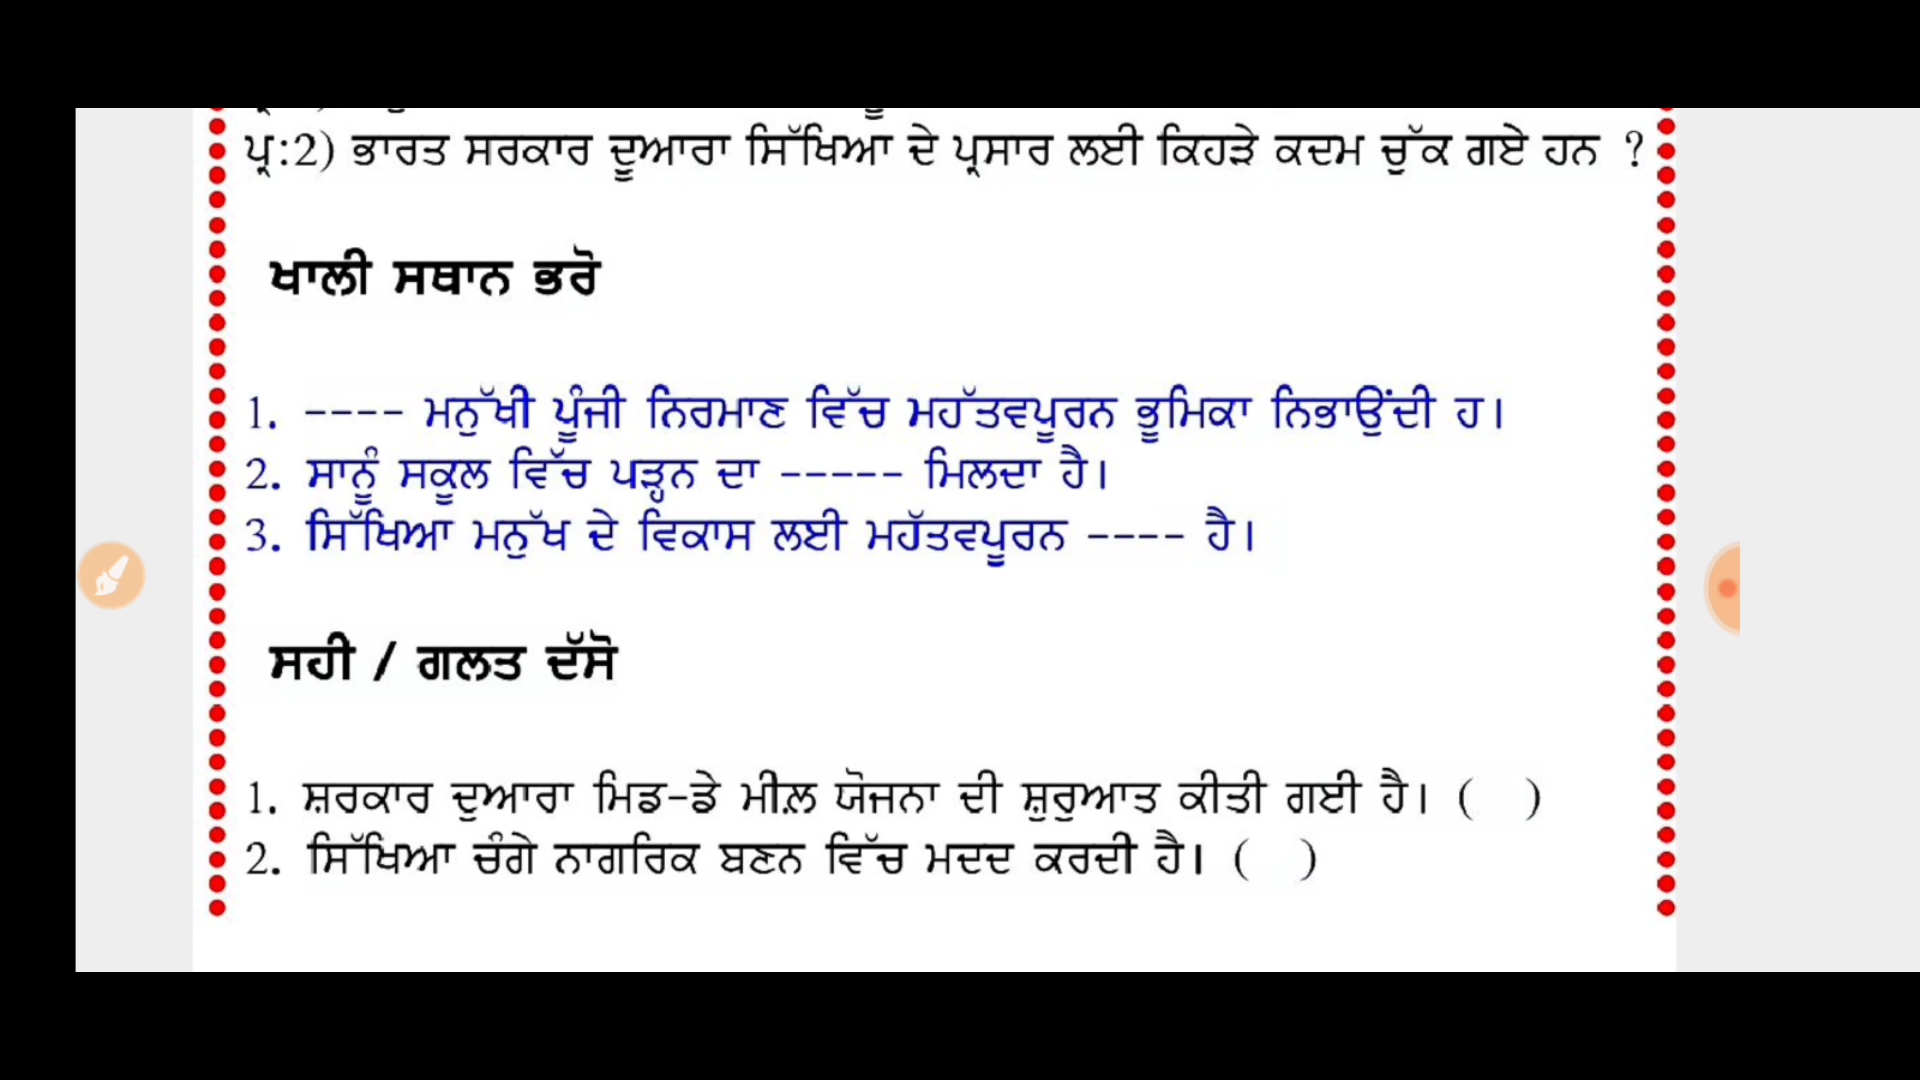 ਪ੍ਰ:2) ਭਾਰਤ ਸਰਕਾਰ ਦੂਆਰਾ ਸਿੱਖਿਆ ਦੇ ਪ੍ਰਸਾਰ ਲਈ ਕਿਹੜੇ ਕਦਮ ਚੁੱਕ ਗਏ ਹਨ ?
ਖਾਲੀ ਸਥਾਨ ਭਰੋ
1. ---- ਮਨੁੱਖੀ ਪੂੰਜੀ ਨਿਰਮਾਣ ਵਿੱਚ ਮਹੱਤਵਪੂਰਨ ਭੂਮਿਕਾ ਨਿਭਾਉਂਦੀ ਹ।
2. ਸਾਨੂੰ ਸਕੂਲ ਵਿੱਚ ਪੜ੍ਹਨ ਦਾ ----- ਮਿਲਦਾ ਹੈ।
3. ਸਿੱਖਿਆ ਮਨੁੱਖ ਦੇ ਵਿਕਾਸ ਲਈ ਮਹੱਤਵਪੂਰਨ ---- ਹੈ।
ਸਹੀ / ਗਲਤ ਦੱਸੋ
1. ਸ਼ਰਕਾਰ ਦੁਆਰਾ ਮਿਡ-ਡੇ ਮੀਲ਼ ਯੋਜਨਾ ਦੀ ਸ਼ੁਰੁਆਤ ਕੀਤੀ ਗਈ ਹੈ। ( )
2. ਸਿੱਖਿਆ ਚੰਗੇ ਨਾਗਰਿਕ ਬਣਨ ਵਿੱਚ ਮਦਦ ਕਰਦੀ ਹੈ। ( )